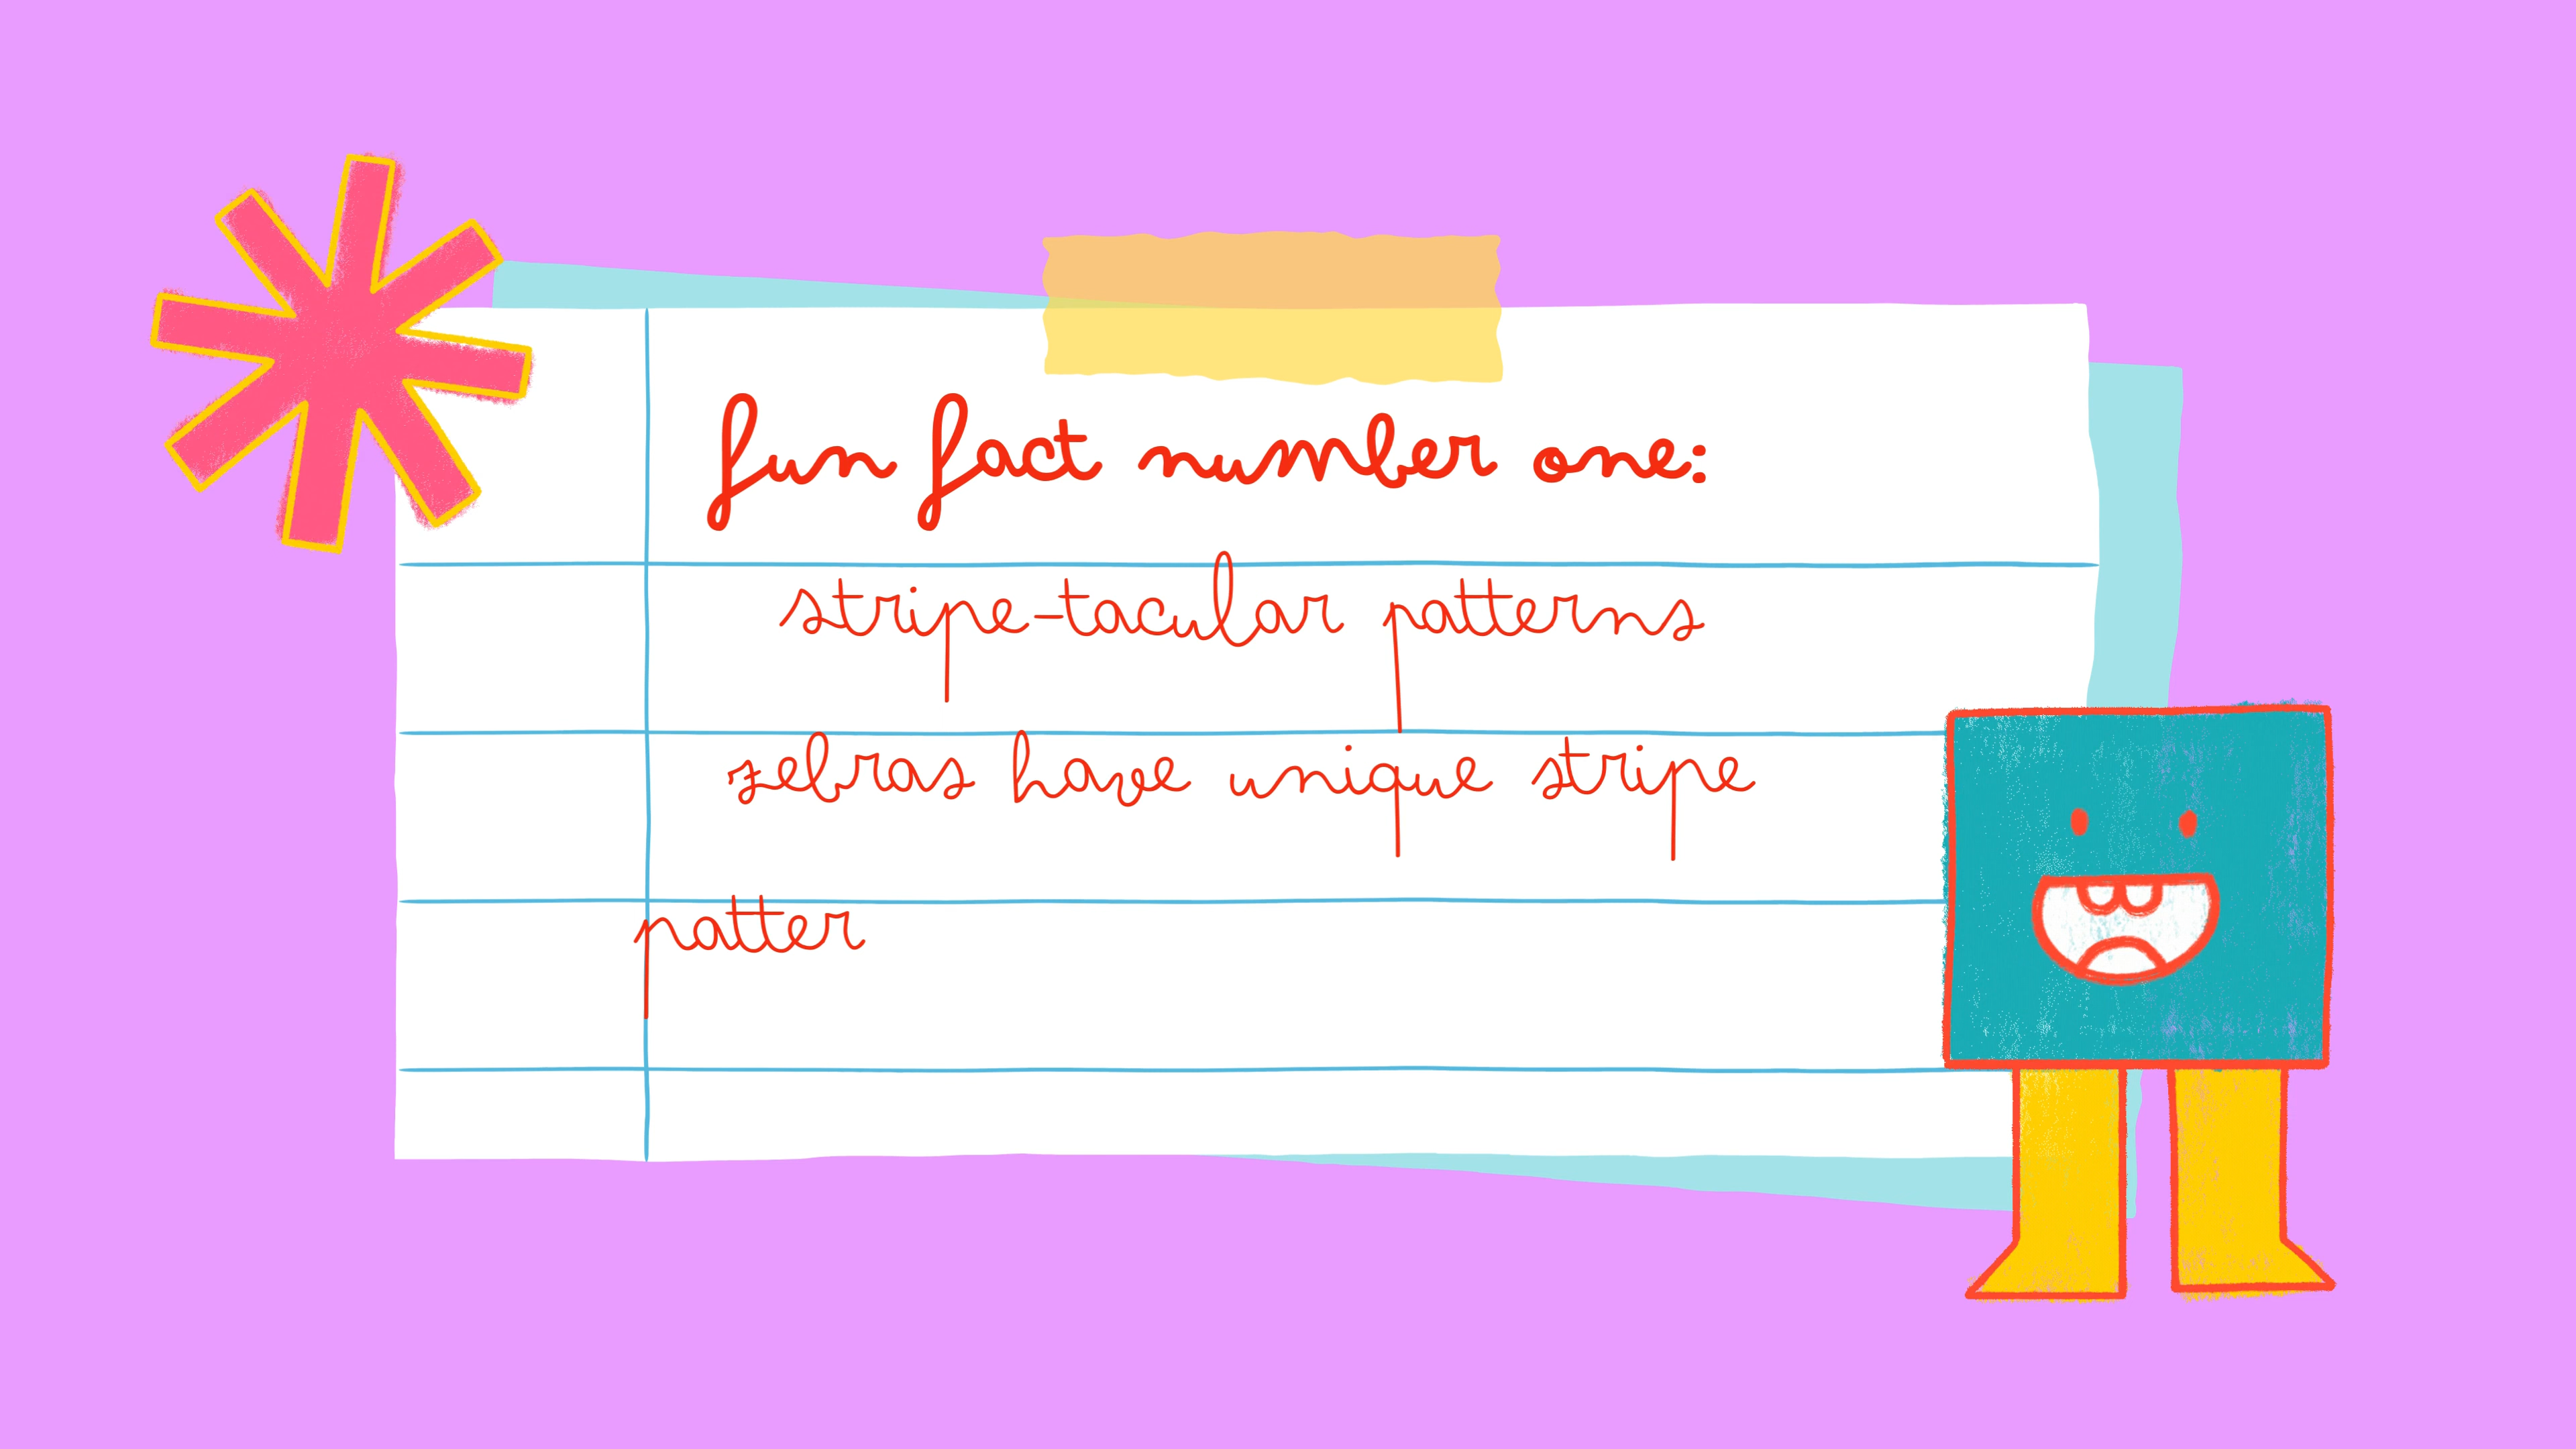 fun fact number one:
stripe-tacular patterns
zebras have unique stripe
patter